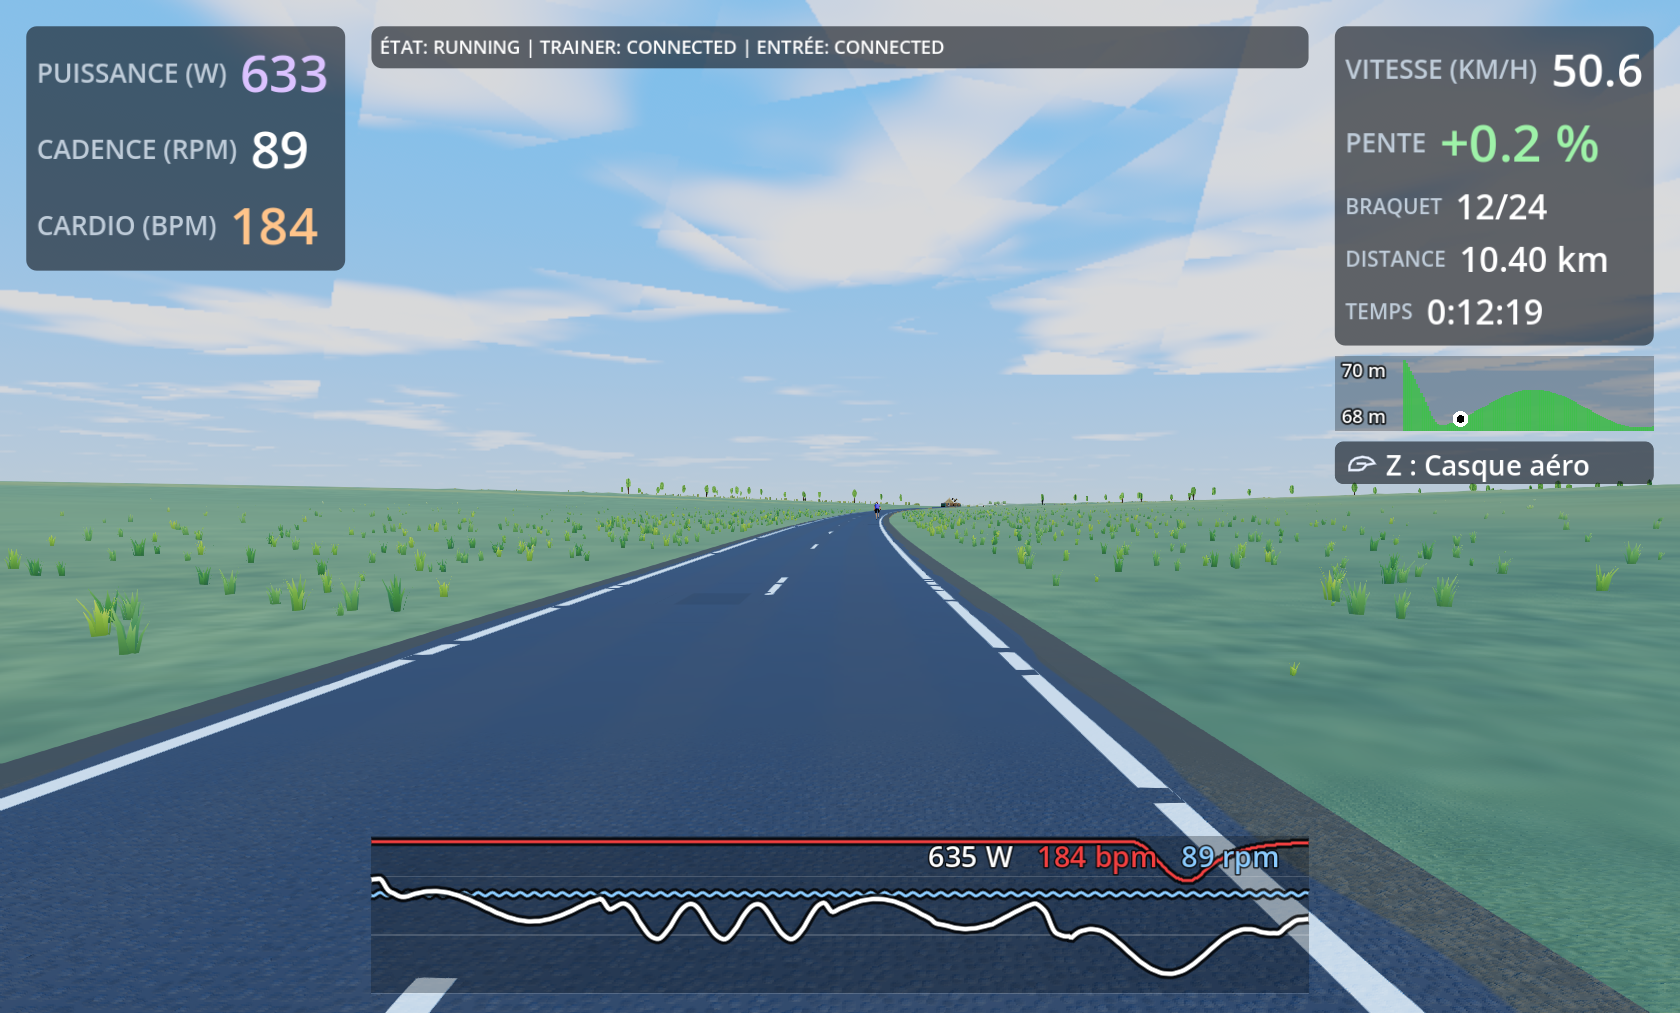 PUISSANCE (W) 633
CADENCE (RPM) 89
CARDIO (BPM) 184
ÉTAT: RUNNING | TRAINER: CONNECTED | ENTRÉE: CONNECTED
VITESSE (KM/H) 50.6
PENTE +0.2 %
BRAQUET 12/24
DISTANCE 10.40 km
TEMPS 0:12:19
70 m
68 m
Z : Casque aéro
635 W 184 bpm 89 rpm